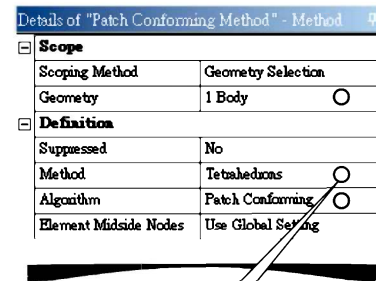 Details of "Patch Conforming Method" - Method
Scope
Scoping Method Geometry Selection
Geometry 1 Body
Definition
Suppressed No
Method Tetrahedrons
Algorithm Patch Conforming
Element Midside Nodes Use Global Setting